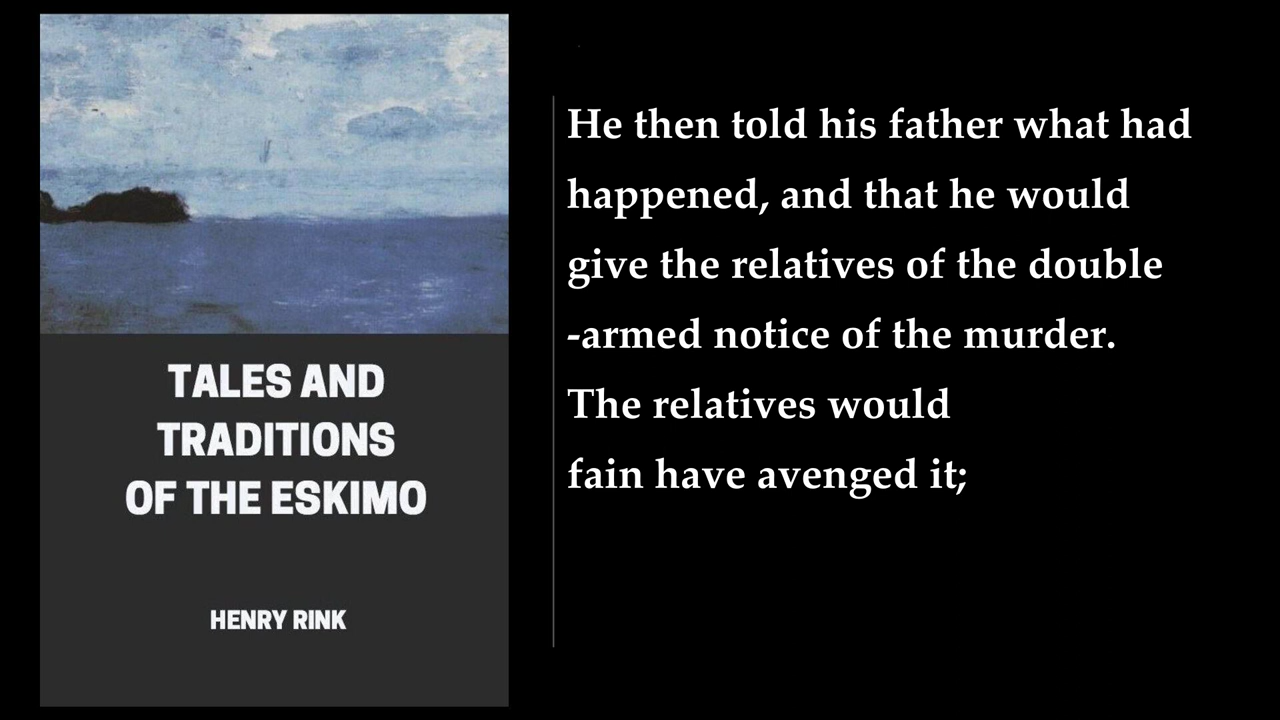 TALES AND
TRADITIONS
OF THE ESKIMO
HENRY RINK
He then told his father what had
happened, and that he would
give the relatives of the double
-armed notice of the murder.
The relatives would
fain have avenged it;